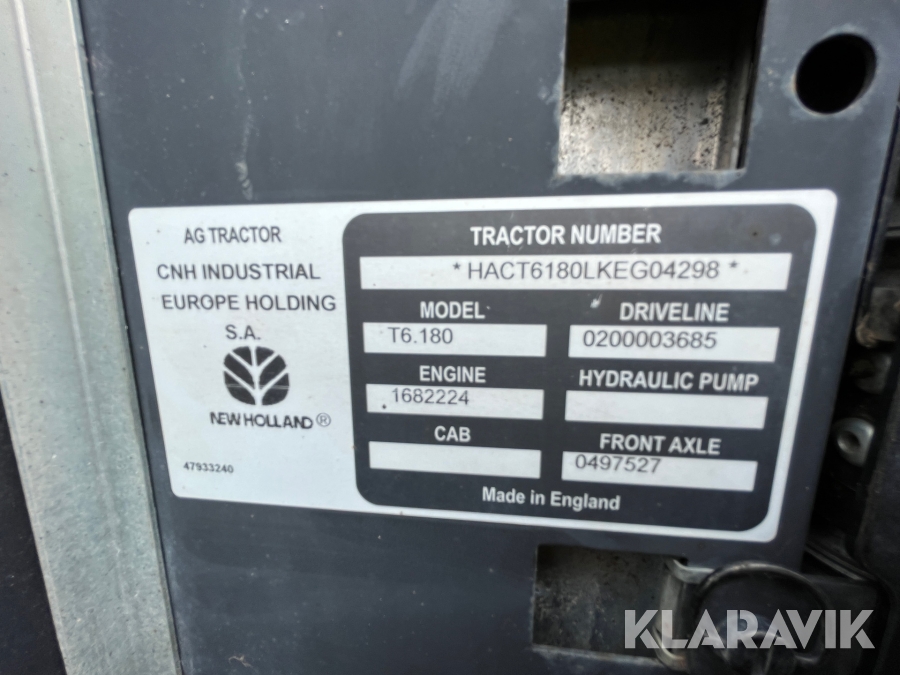 AG TRACTOR
CNH INDUSTRIAL
EUROPE HOLDING
S.A.
NEW HOLLAND®
47933240
TRACTOR NUMBER
* HACT6180LKEG04298 *
MODEL DRIVELINE
T6.180 0200003685
ENGINE HYDRAULIC PUMP
1682224
CAB FRONT AXLE
0497527
Made in England
KLARAVIK